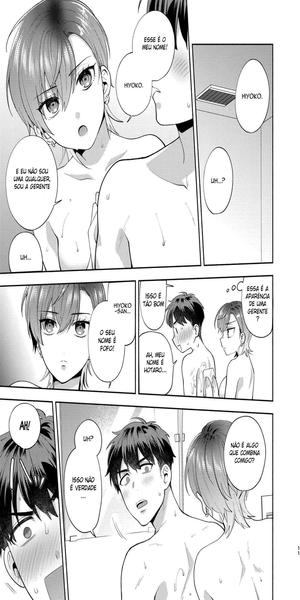 HIYOKO.
ESSE É
O MEU NOME!
UH...?
E EU NÃO SOU
UMA QUALQUER,
SOU A GERENTE
UH...
ESSA É A
APARÊNCIA
DE UMA
GERENTE
?
ISSO É
TÃO BOM
AH, MEU
NOME É
HOTARO...
HIYOKO
-SAN...
O SEU
NOME É
FOFO!
NÃO É ALGO
QUE COMBINA
COMIGO?
UH?
ISSO NÃO
É VERDADE
...
AH!
11